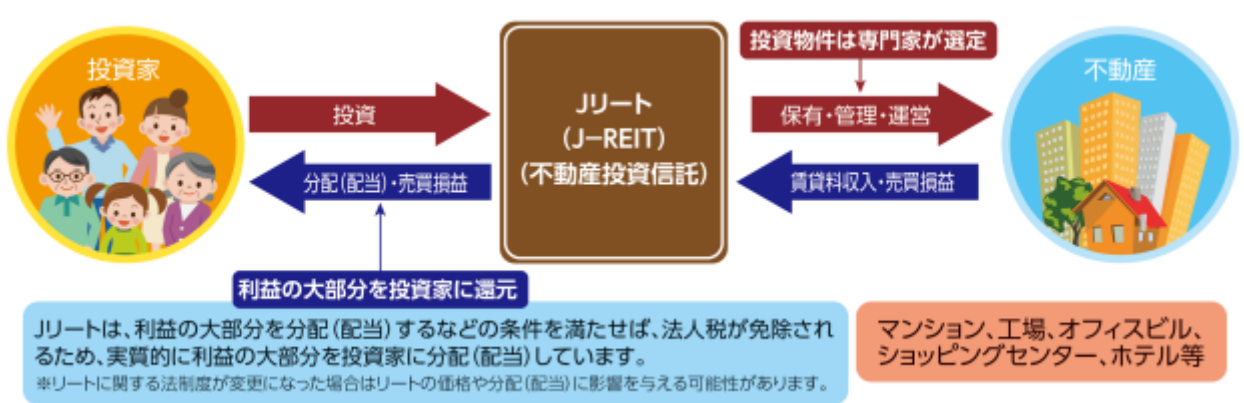 投資家
投資
分配(配当)・売買損益
利益の大部分を投資家に還元
Jリート
(J-REIT)
(不動産投資信託)
投資物件は専門家が選定
保有・管理・運営
賃貸料収入・売買損益
不動産
Jリートは、利益の大部分を分配(配当)するなどの条件を満たせば、法人税が免除され
るため、実質的に利益の大部分を投資家に分配(配当)しています。
※リートに関する法制度が変更になった場合はリートの価格や分配(配当)に影響を与える可能性があります。
マンション、工場、オフィスビル、
ショッピングセンター、ホテル等